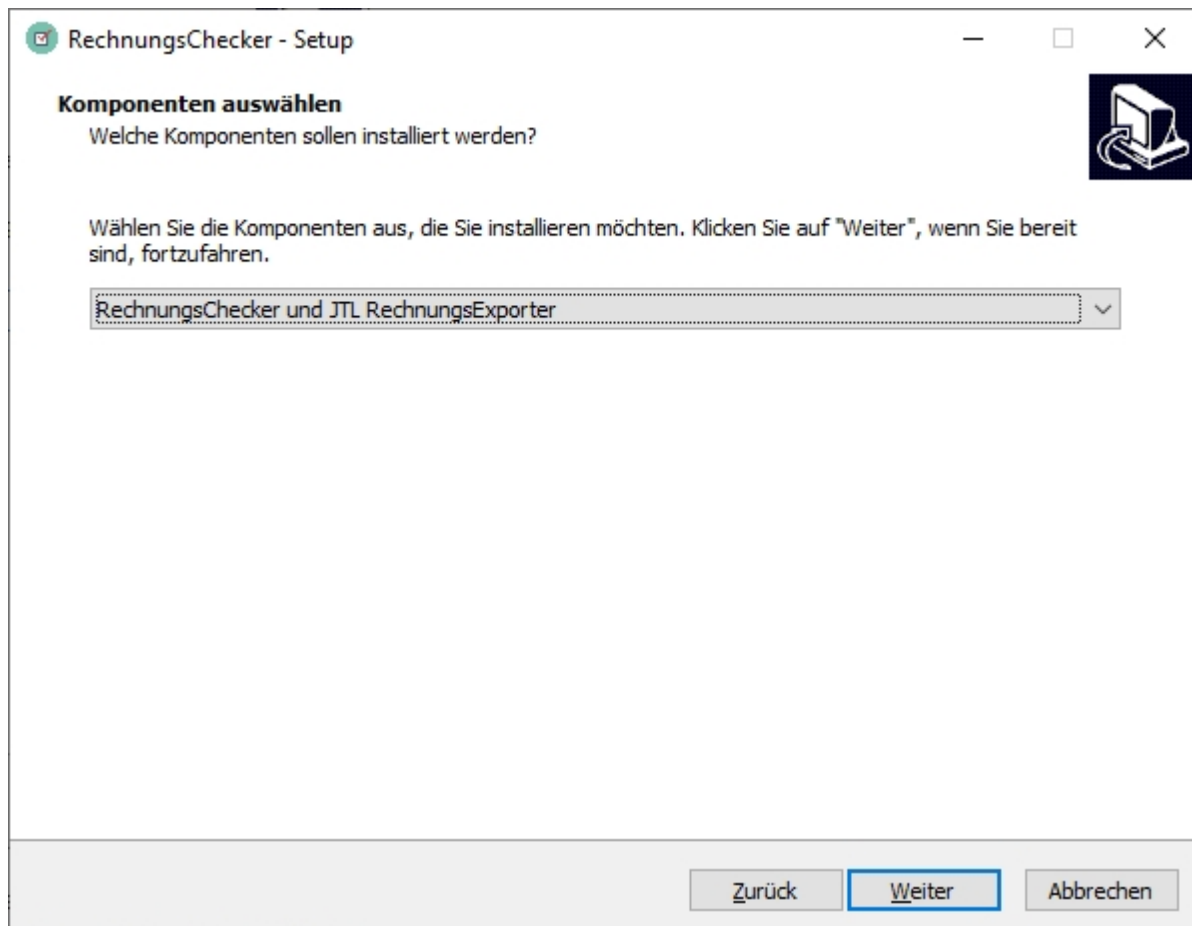 RechnungsChecker - Setup
Komponenten auswählen
Welche Komponenten sollen installiert werden?
Wählen Sie die Komponenten aus, die Sie installieren möchten. Klicken Sie auf "Weiter", wenn Sie bereit
sind, fortzufahren.
RechnungsChecker und JTL RechnungsExporter
Zurück
Weiter
Abbrechen